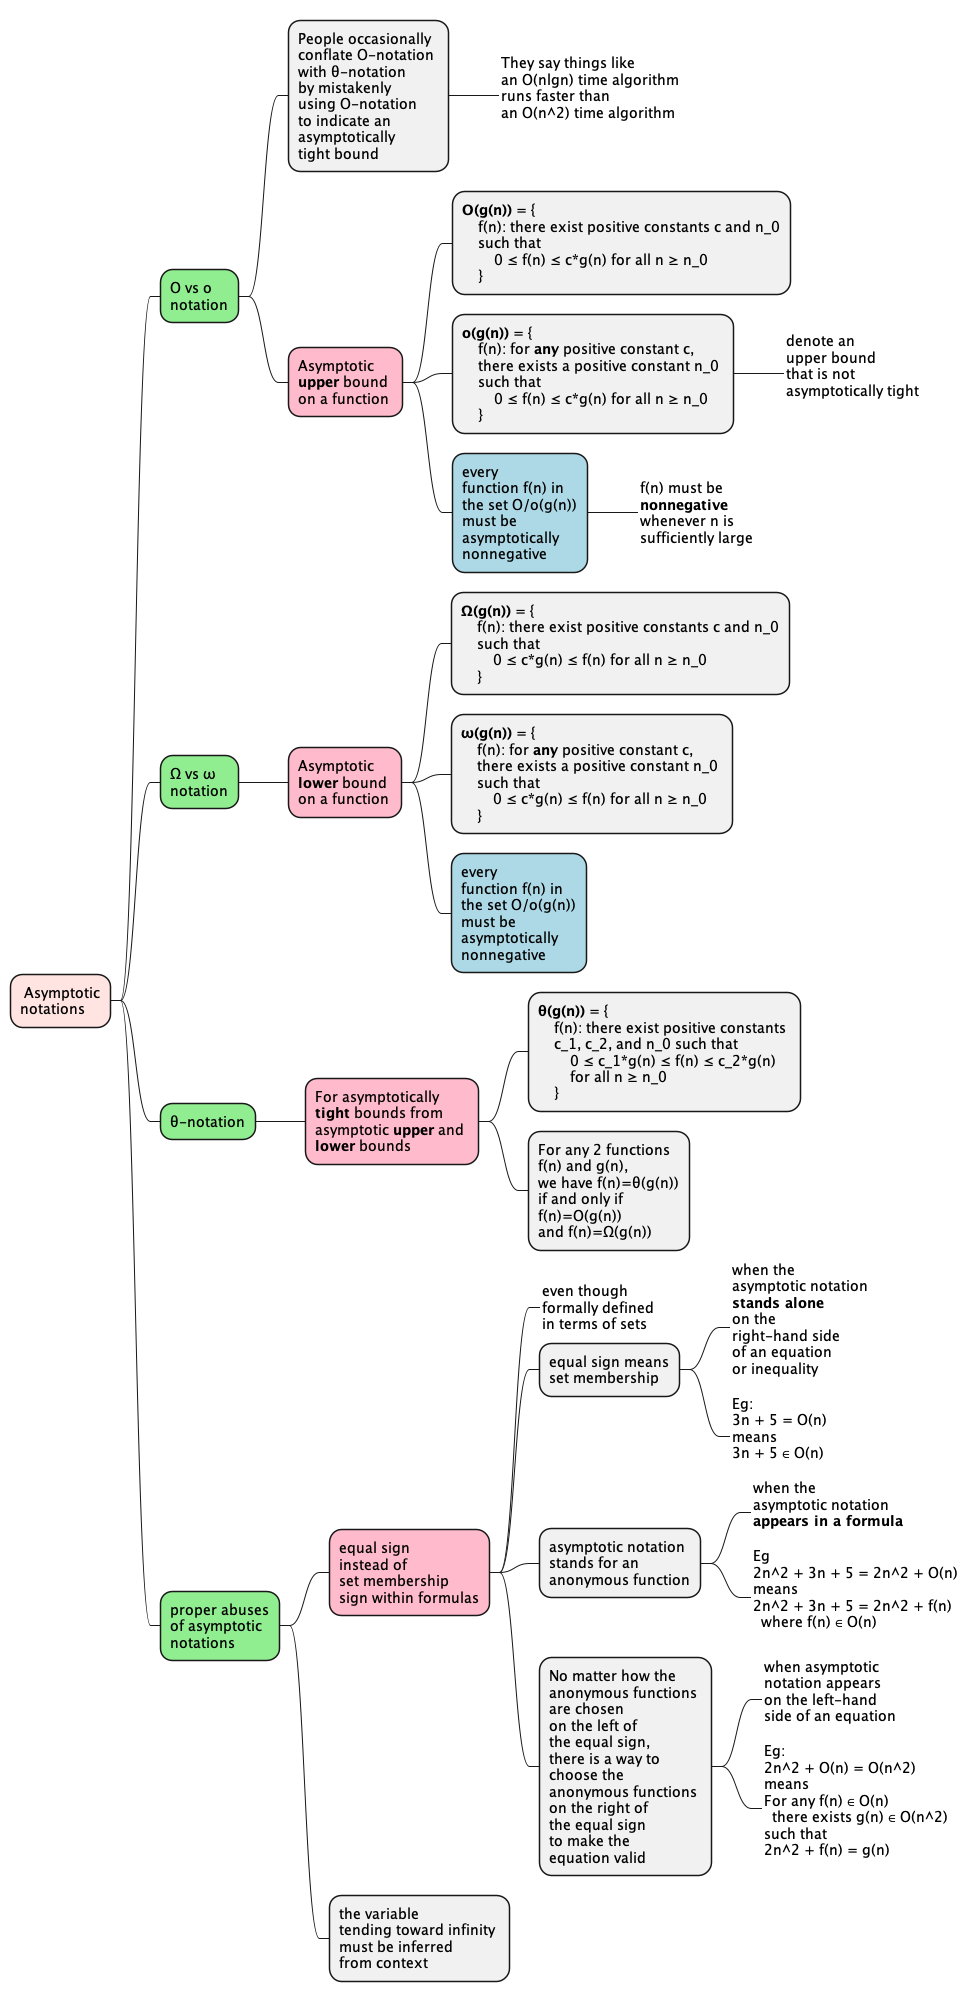 People occasionally
conflate O-notation
with θ-notation
by mistakenly
using O-notation
to indicate an
asymptotically
tight bound
They say things like
an O(nlgn) time algorithm
runs faster than
an O(n^2) time algorithm
O(g(n)) = {
f(n): there exist positive constants c and n_0
such that
0 ≤ f(n) ≤ c*g(n) for all n ≥ n_0
}
O vs o
notation
o(g(n)) = {
f(n): for any positive constant c,
there exists a positive constant n_0
such that
0 ≤ f(n) ≤ c*g(n) for all n ≥ n_0
}
denote an
upper bound
that is not
asymptotically tight
Asymptotic
upper bound
on a function
every
function f(n) in
the set O/o(g(n))
must be
asymptotically
nonnegative
f(n) must be
nonnegative
whenever n is
sufficiently large
Ω(g(n)) = {
f(n): there exist positive constants c and n_0
such that
0 ≤ c*g(n) ≤ f(n) for all n ≥ n_0
}
Ω vs ω
notation
Asymptotic
lower bound
on a function
ω(g(n)) = {
f(n): for any positive constant c,
there exists a positive constant n_0
such that
0 ≤ c*g(n) ≤ f(n) for all n ≥ n_0
}
every
function f(n) in
the set O/o(g(n))
must be
asymptotically
nonnegative
Asymptotic
notations
θ(g(n)) = {
f(n): there exist positive constants
c_1, c_2, and n_0 such that
0 ≤ c_1*g(n) ≤ f(n) ≤ c_2*g(n)
for all n ≥ n_0
}
θ-notation
For asymptotically
tight bounds from
asymptotic upper and
lower bounds
For any 2 functions
f(n) and g(n),
we have f(n)=θ(g(n))
if and only if
f(n)=O(g(n))
and f(n)=Ω(g(n))
even though
formally defined
in terms of sets
when the
asymptotic notation
stands alone
on the
right-hand side
of an equation
or inequality
equal sign means
set membership
Eg:
3n + 5 = O(n)
means
3n + 5 ∈ O(n)
when the
asymptotic notation
appears in a formula
equal sign
instead of
set membership
sign within formulas
asymptotic notation
stands for an
anonymous function
Eg
2n^2 + 3n + 5 = 2n^2 + O(n)
means
2n^2 + 3n + 5 = 2n^2 + f(n)
where f(n) ∈ O(n)
proper abuses
of asymptotic
notations
No matter how the
anonymous functions
are chosen
on the left of
the equal sign,
there is a way to
choose the
anonymous functions
on the right of
the equal sign
to make the
equation valid
when asymptotic
notation appears
on the left-hand
side of an equation
Eg:
2n^2 + O(n) = O(n^2)
means
For any f(n) ∈ O(n)
there exists g(n) ∈ O(n^2)
such that
2n^2 + f(n) = g(n)
the variable
tending toward infinity
must be inferred
from context